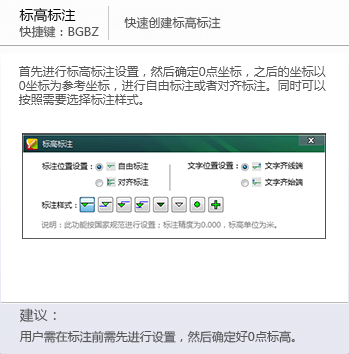 标高标注
快捷键：BGBZ
快速创建标高标注
首先进行标高标注设置，然后确定0点坐标，之后的坐标以
0坐标为参考坐标，进行自由标注或者对齐标注。同时可以
按照需要选择标注样式。
标高标注
X
标注位置设置： 自由标注 文字位置设置： 文字齐线端
对齐标注 文字齐始端
标注样式：
说明：此功能按国家规范进行设置：标注精度为0.000，标高单位为米。
建议：
用户需在标注前需先进行设置，然后确定好0点标高。